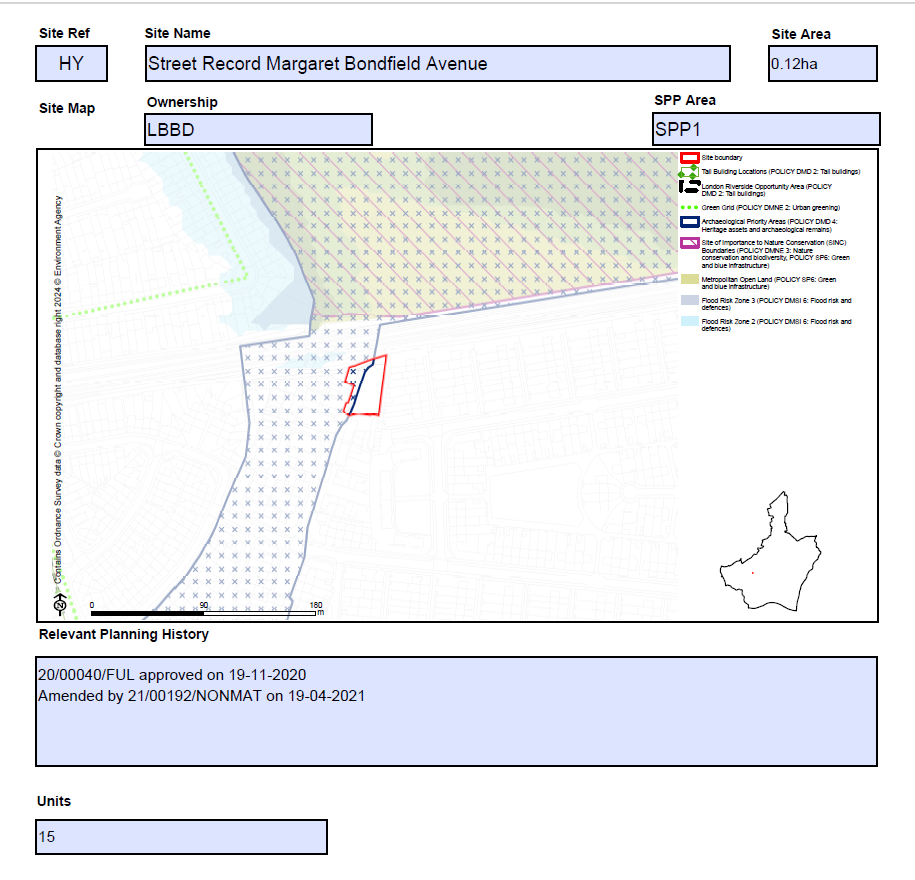 Site Ref
Site Name
Site Area
HY
Street Record Margaret Bondfield Avenue
0.12ha
Site Map
Ownership
SPP Area
LBBD
SPP1
Contains Ordnance Survey data © Crown copyright and database right 2024 © Environment Agency
Site boundary
Tall Building Locations (POLICY DMD 2: Tall buildings)
London Riverside Opportunity Area (POLICY
DMD 2: Tall buildings)
Green Grid (POLICY DMNE 2: Urban greening)
Archaeological Priority Areas (POLICY DMD 4:
Heritage assets and archaeological remains)
Site of Importance to Nature Conservation (SINC)
Boundaries (POLICY DMNE 3: Nature
conservation and biodiversity, POLICY SP6: Green
and blue infrastructure)
Metropolitan Open Land (POLICY SP6: Green
and blue infrastructure)
Flood Risk Zone 3 (POLICY DMSI 6: Flood risk and
defences)
Flood Risk Zone 2 (POLICY DMSI 6: Flood risk and
defences)
N
0 90 180
m
Relevant Planning History
20/00040/FUL approved on 19-11-2020
Amended by 21/00192/NONMAT on 19-04-2021
Units
15